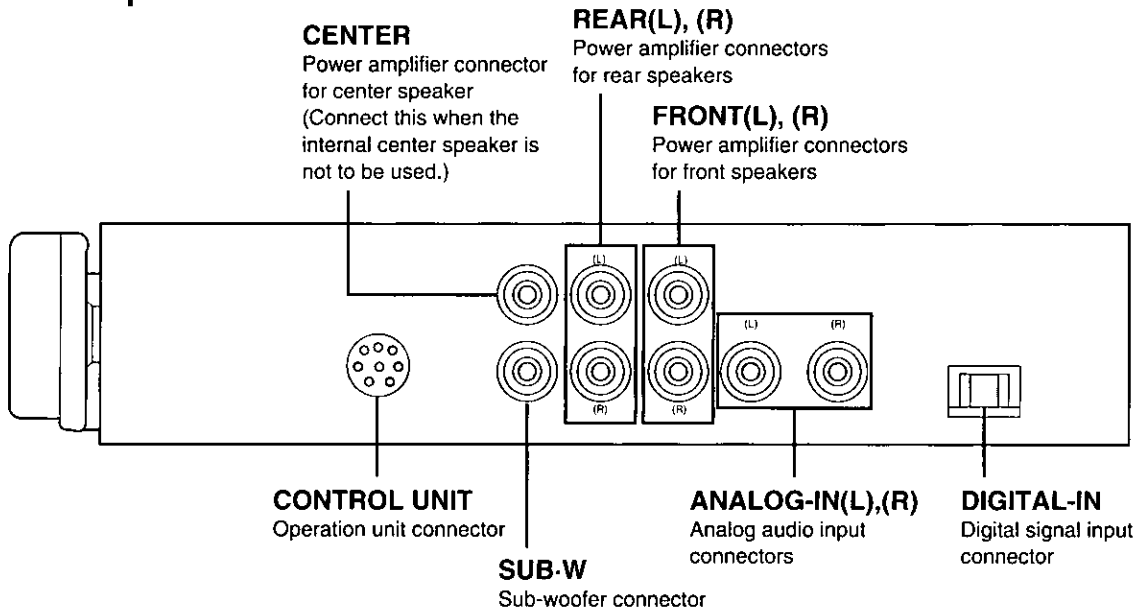 CENTER
Power amplifier connector
for center speaker
(Connect this when the
internal center speaker is
not to be used.)
REAR(L), (R)
Power amplifier connectors
for rear speakers
FRONT(L), (R)
Power amplifier connectors
for front speakers
(L)
(L)
(L)
(R)
(R)
(R)
CONTROL UNIT
Operation unit connector
SUB-W
Sub-woofer connector
ANALOG-IN(L),(R)
Analog audio input
connectors
DIGITAL-IN
Digital signal input
connector